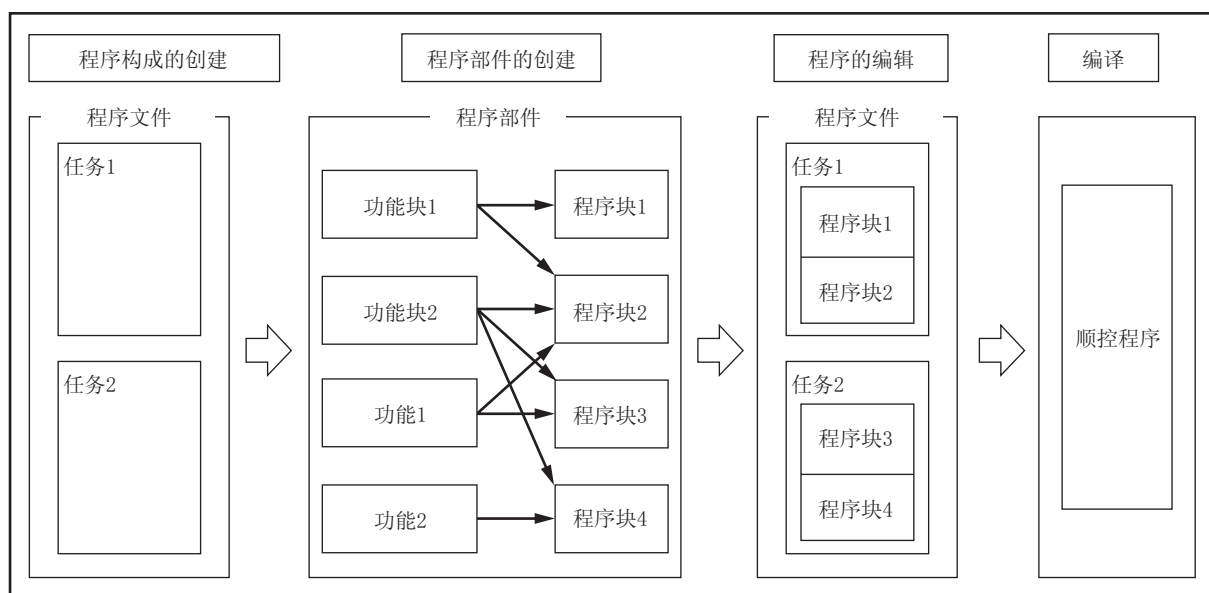 程序构成的创建
程序部件的创建
程序的编辑
编译
程序文件
任务1
任务2
程序部件
功能块1
功能块2
功能1
功能2
程序块1
程序块2
程序块3
程序块4
程序文件
任务1
程序块1
程序块2
任务2
程序块3
程序块4
顺控程序